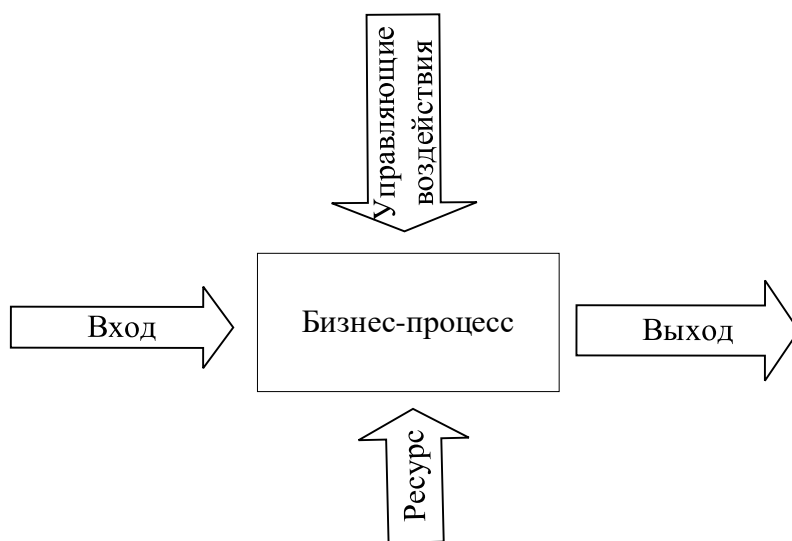 Управляющие
воздействия
Вход
Бизнес-процесс
Выход
Ресурс